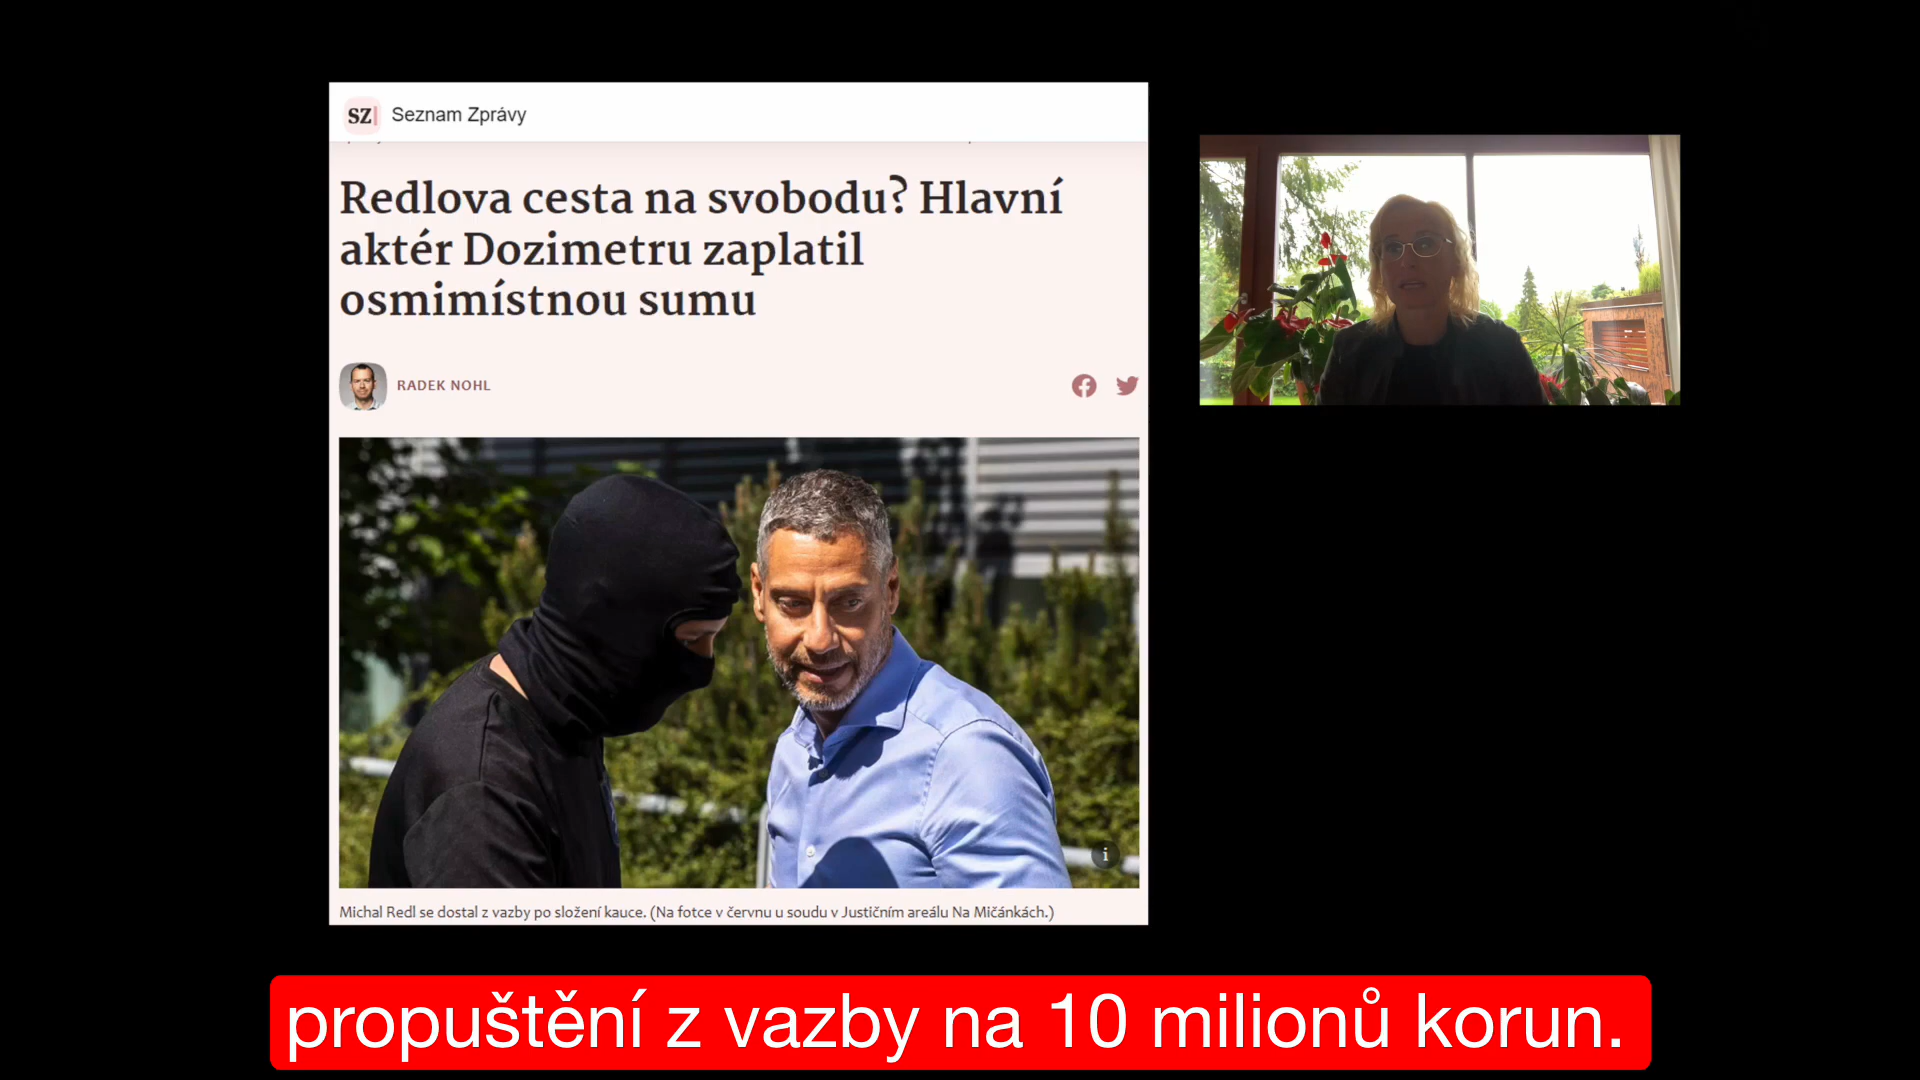 SZ
Seznam Zprávy
Redlova cesta na svobodu? Hlavní
aktér Dozimetru zaplatil
osmimístnou sumu
RADEK NOHL
i
Michal Redl se dostal z vazby po složení kauce. (Na fotce v červnu u soudu v Justičním areálu Na Mičánkách.)
propuštění z vazby na 10 milionů korun.